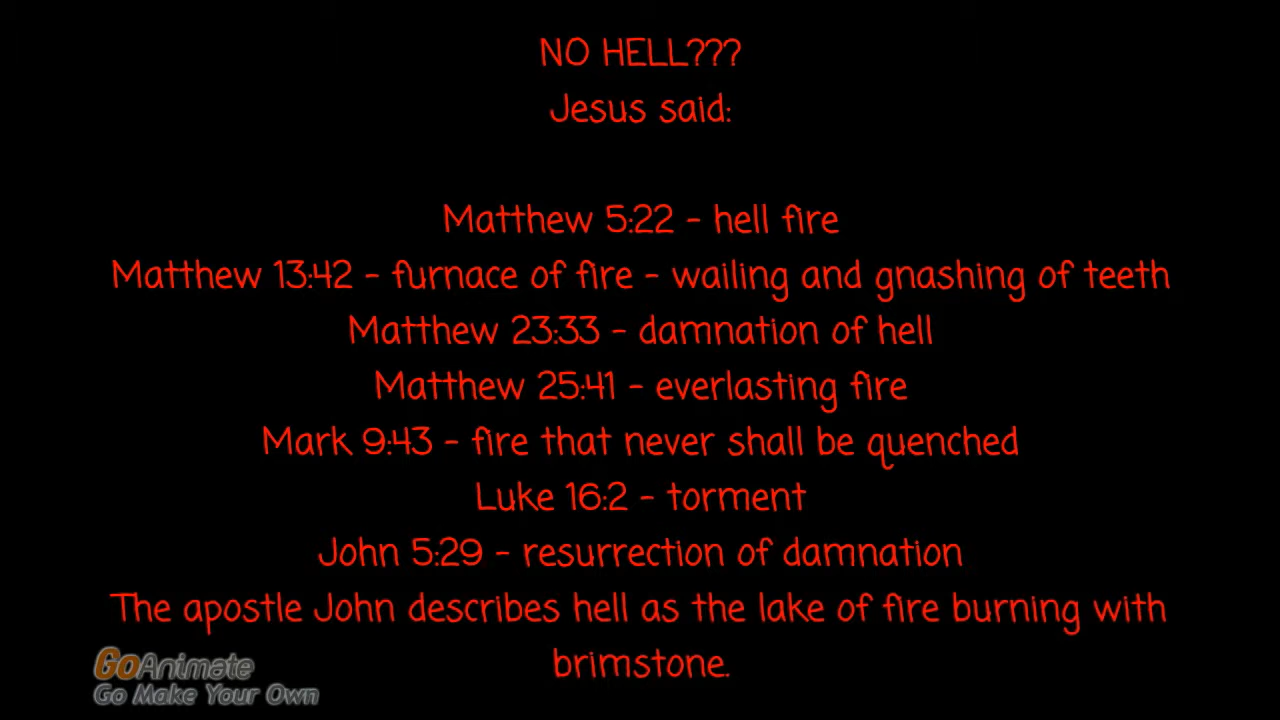 NO HELL???
Jesus said:
Matthew 5:22 - hell fire
Matthew 13:42 - furnace of fire - wailing and gnashing of teeth
Matthew 23:33 - damnation of hell
Matthew 25:41 - everlasting fire
Mark 9:43 - fire that never shall be quenched
Luke 16:2 - torment
John 5:29 - resurrection of damnation
The apostle John describes hell as the lake of fire burning with
brimstone.
GoAnimate
Go Make Your Own